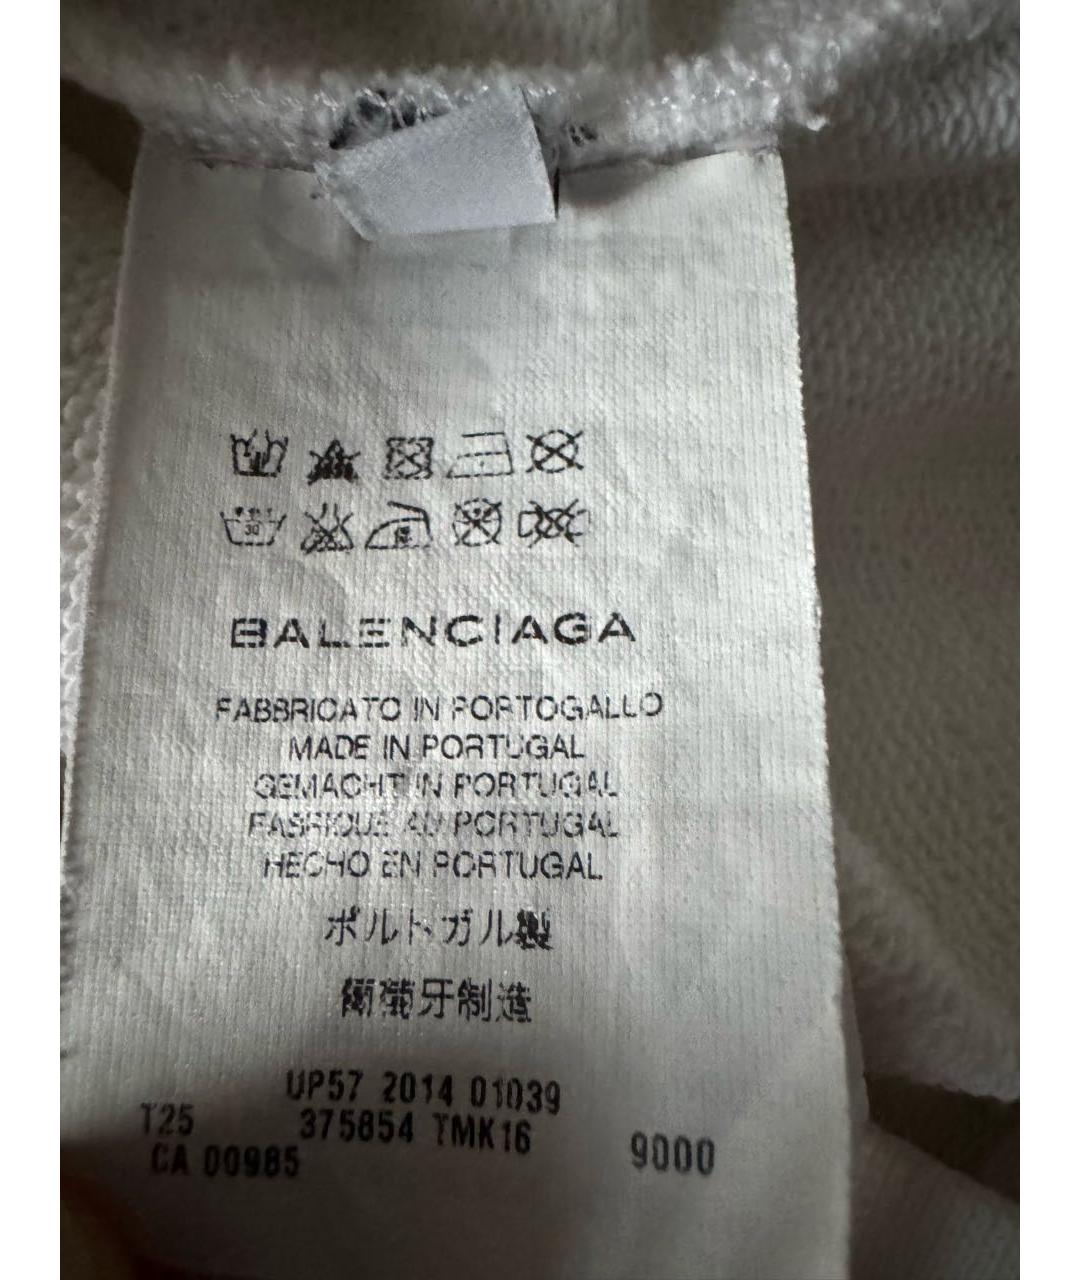 30
BALENCIAGA
FABBRICATO IN PORTOGALLO
MADE IN PORTUGAL
GEMACHT IN PORTUGAL
FABRIQUE AU PORTUGAL
HECHO EN PORTUGAL
ポルトガル製
葡萄牙制造
UP57 2014 01039
T25 375854 TMK16 9000
CA 00985